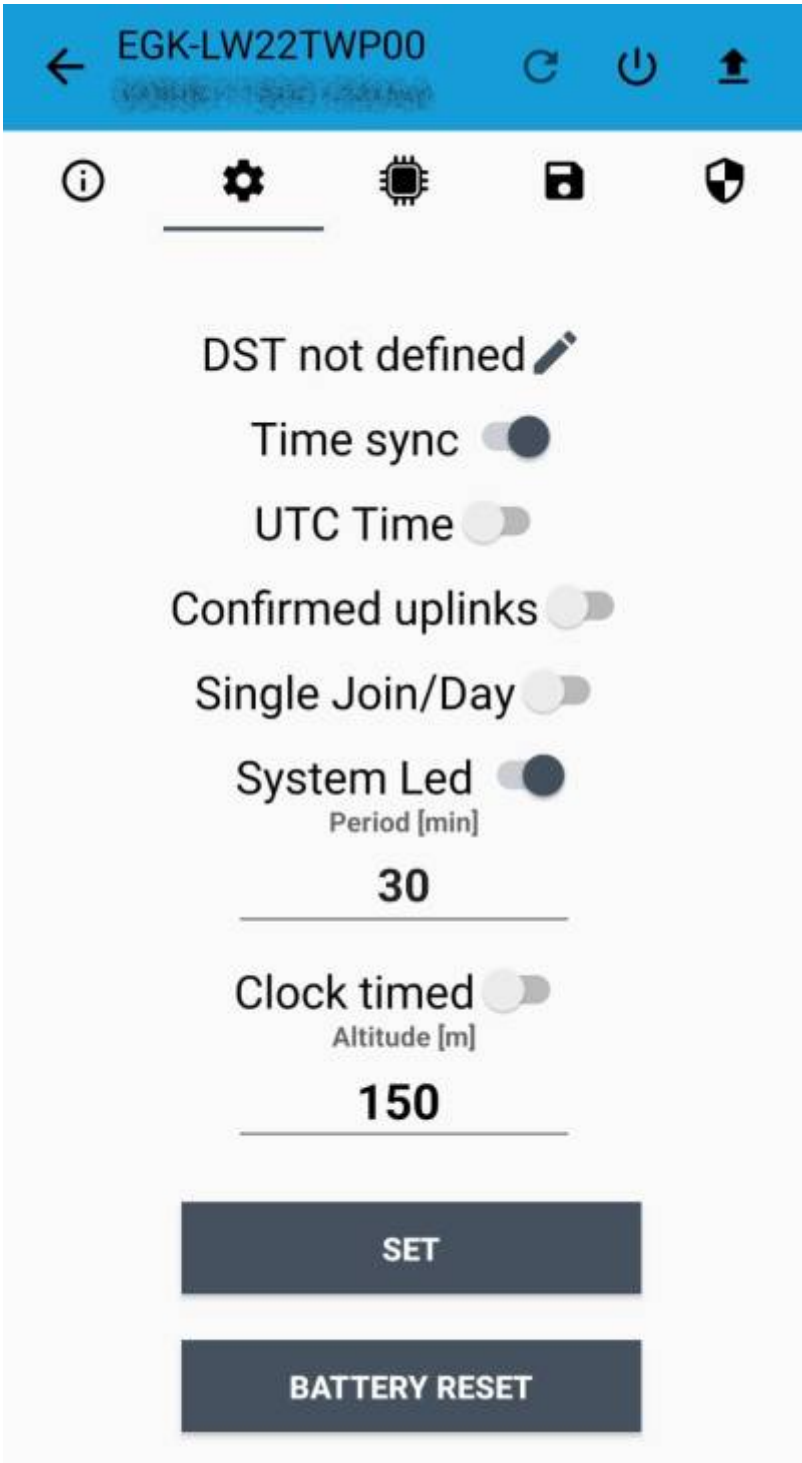 EGK-LW22TWP00
DST not defined
Time sync
UTC Time
Confirmed uplinks
Single Join/Day
System Led
Period [min]
30
Clock timed
Altitude [m]
150
SET
BATTERY RESET